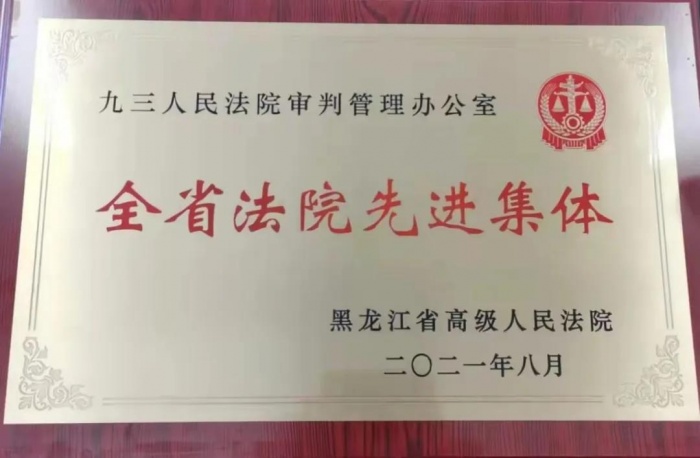 九三人民法院审判管理办公室
全省法院先进集体
黑龙江省高级人民法院
二〇二一年八月